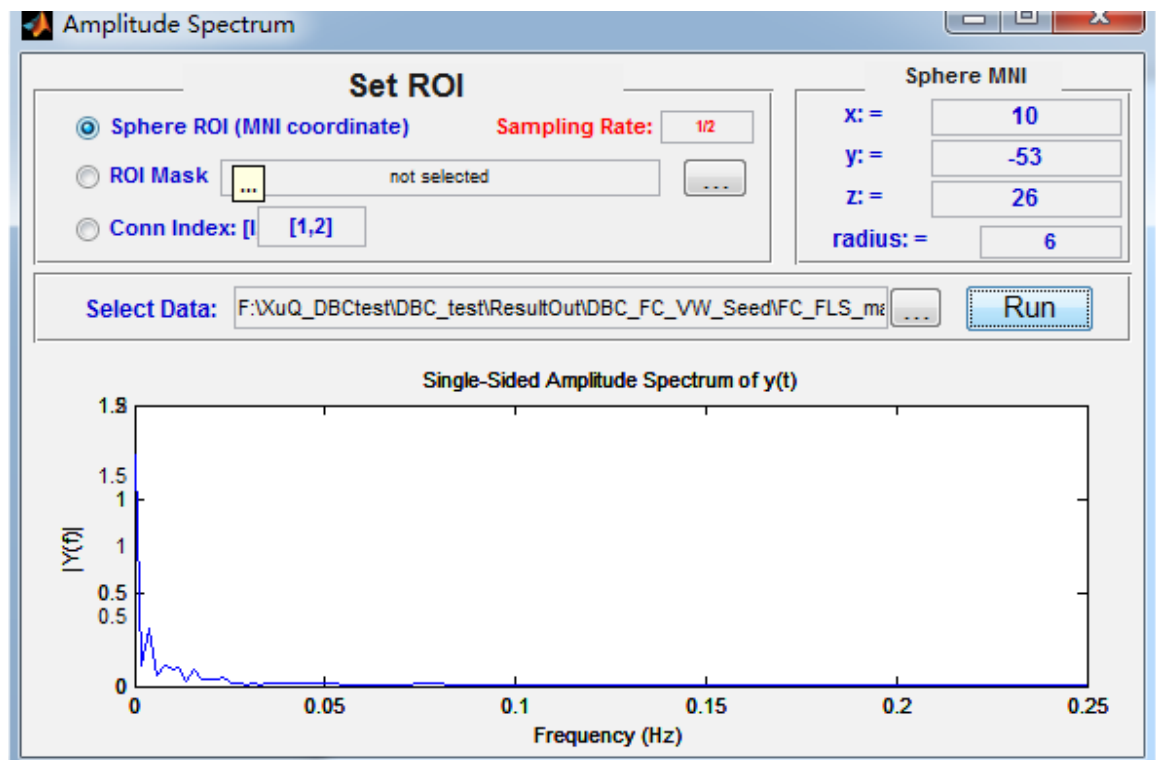 Amplitude Spectrum
Set ROI
Sphere ROI (MNI coordinate) Sampling Rate: 1/2
ROI Mask ... not selected ...
Conn Index: [I [1,2]
Sphere MNI
x: = 10
y: = -53
z: = 26
radius: = 6
Select Data: F:\XuQ_DBCtest\DBC_test\ResultOut\DBC_FC_VW_Seed\FC_FLS_ma ... Run
Single-Sided Amplitude Spectrum of y(t)
1.5
1
1
0.5
0.5
0
|Y(f)|
0 0.05 0.1 0.15 0.2 0.25
Frequency (Hz)